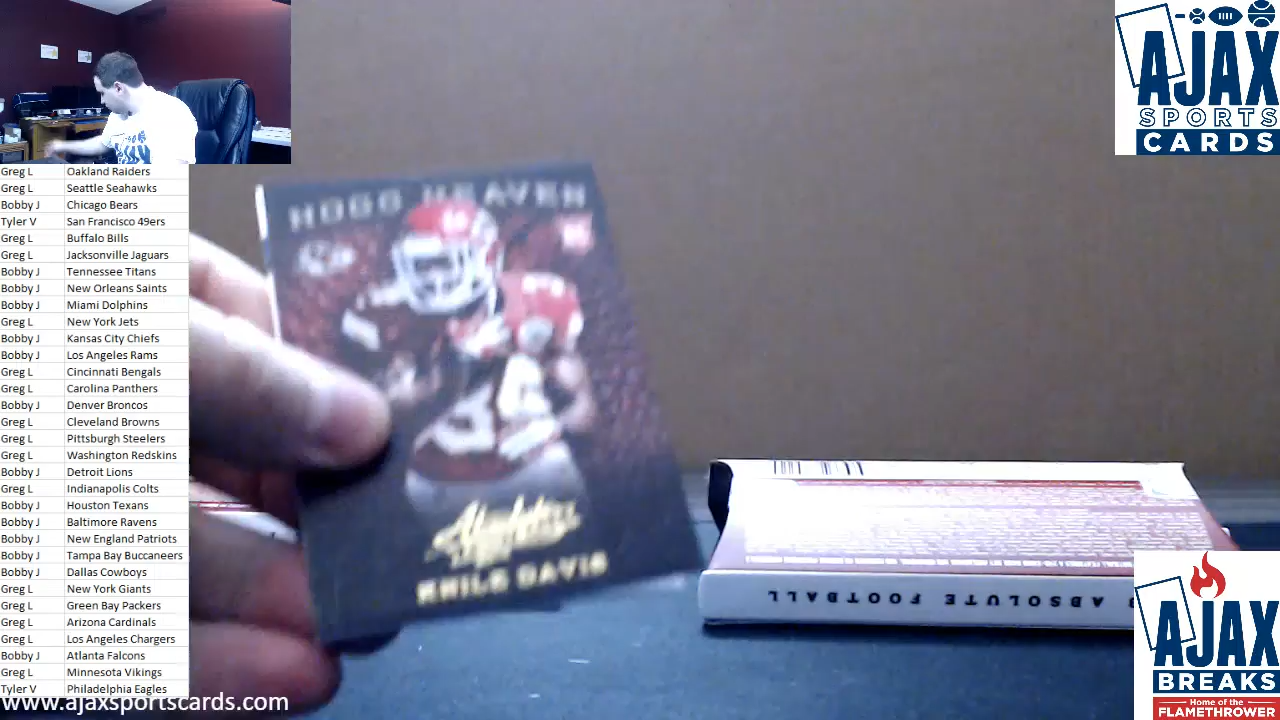 AJAX
SPORTS
CARDS
Greg L Oakland Raiders
Greg L Seattle Seahawks
Bobby J Chicago Bears
Tyler V San Francisco 49ers
Greg L Buffalo Bills
Greg L Jacksonville Jaguars
Bobby J Tennessee Titans
Bobby J New Orleans Saints
Bobby J Miami Dolphins
Greg L New York Jets
Bobby J Kansas City Chiefs
Bobby J Los Angeles Rams
Greg L Cincinnati Bengals
Greg L Carolina Panthers
Bobby J Denver Broncos
Greg L Cleveland Browns
Greg L Pittsburgh Steelers
Greg L Washington Redskins
Bobby J Detroit Lions
Greg L Indianapolis Colts
Bobby J Houston Texans
Bobby J Baltimore Ravens
Bobby J New England Patriots
Bobby J Tampa Bay Buccaneers
Bobby J Dallas Cowboys
Greg L New York Giants
Greg L Green Bay Packers
Greg L Arizona Cardinals
Greg L Los Angeles Chargers
Bobby J Atlanta Falcons
Greg L Minnesota Vikings
Tyler V Philadelphia Eagles
www.ajaxsportscards.com
HOGG HEAVEN
Absolute
DAVIS
ABSOLUTE FOOTBALL
AJAX
BREAKS
Home of the
FLAMETHROWER